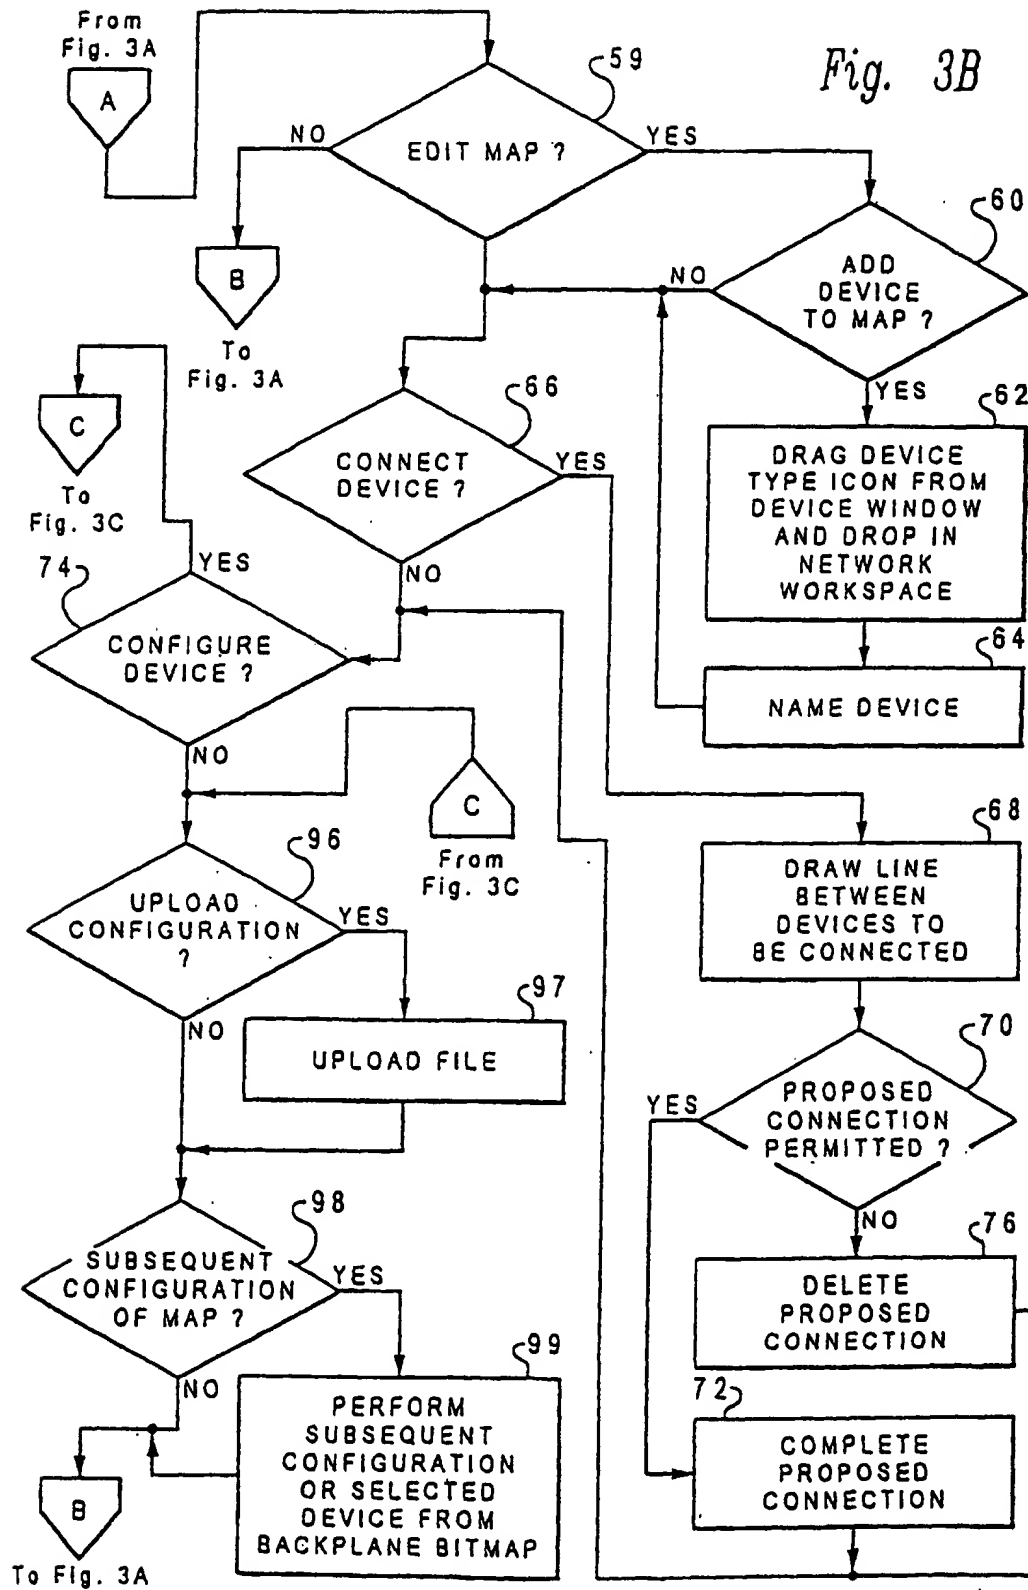 From
Fig. 3A
A
Fig. 3B
59
EDIT MAP ?
NO
YES
B
To
Fig. 3A
60
ADD
DEVICE
TO MAP ?
NO
YES
62
DRAG DEVICE
TYPE ICON FROM
DEVICE WINDOW
AND DROP IN
NETWORK
WORKSPACE
64
NAME DEVICE
66
CONNECT
DEVICE ?
YES
NO
C
To
Fig. 3C
74
YES
CONFIGURE
DEVICE ?
NO
C
From
Fig. 3C
68
DRAW LINE
BETWEEN
DEVICES TO
BE CONNECTED
96
UPLOAD
CONFIGURATION
?
YES
NO
97
UPLOAD FILE
70
PROPOSED
CONNECTION
PERMITTED ?
YES
NO
76
DELETE
PROPOSED
CONNECTION
72
COMPLETE
PROPOSED
CONNECTION
98
SUBSEQUENT
CONFIGURATION
OF MAP ?
YES
NO
99
PERFORM
SUBSEQUENT
CONFIGURATION
OR SELECTED
DEVICE FROM
BACKPLANE BITMAP
B
To Fig. 3A